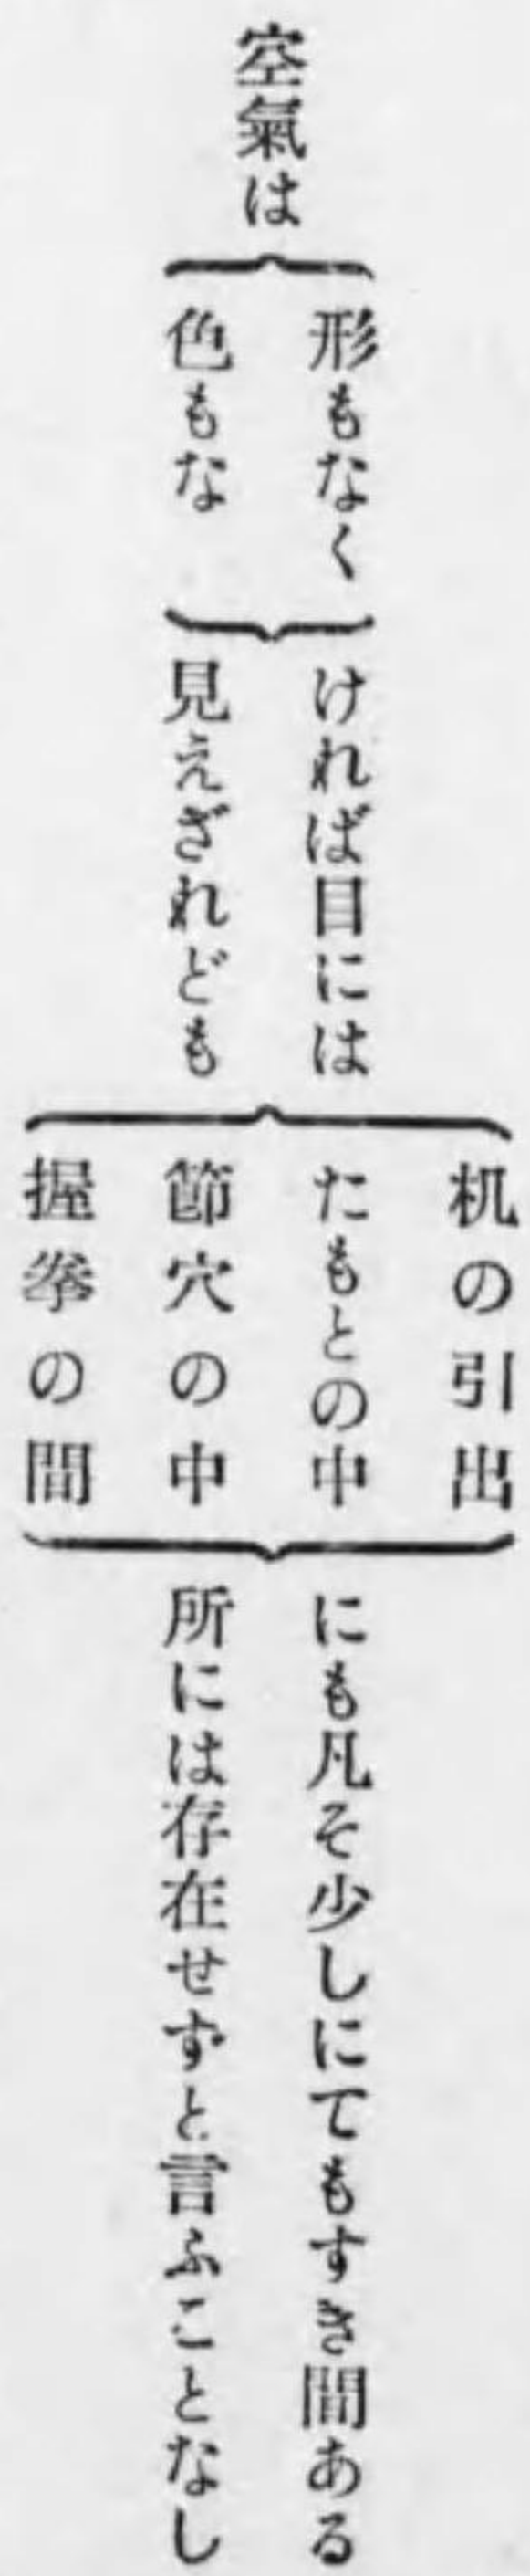 空氣は
形もなく
色もな
ければ目には
見えざれども
机の引出
たもとの中
節穴の中
握拳の間
にも凡そ少しにてもすき間ある
所には存在せずと言ふことなし